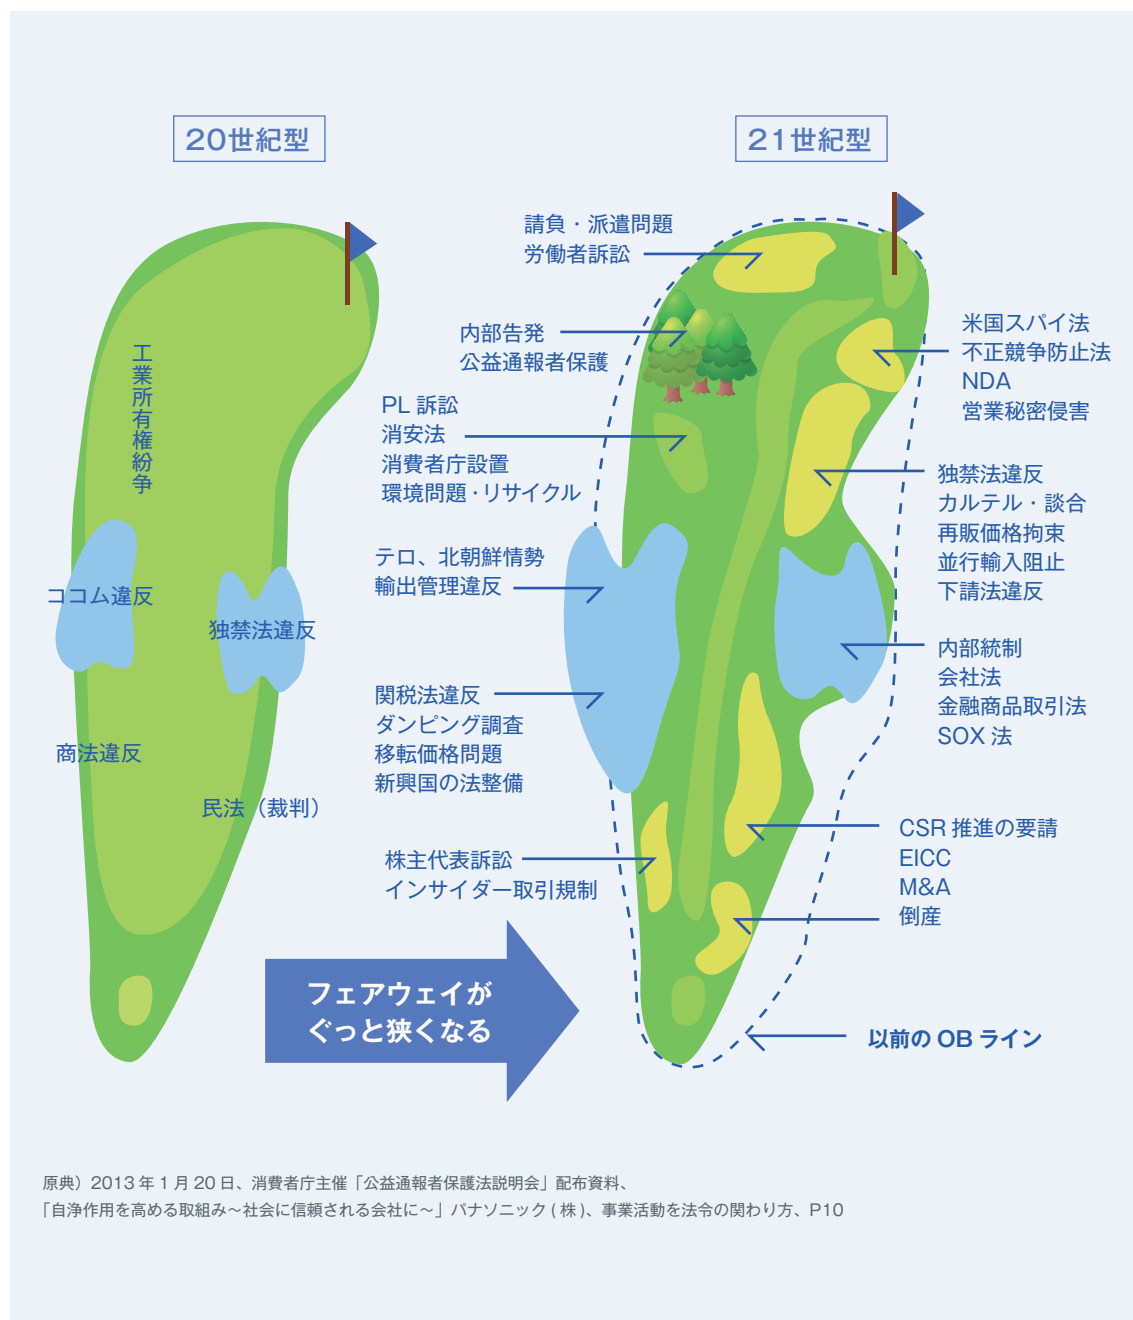 20世紀型
工業所有権紛争
ココム違反
独禁法違反
商法違反
民法（裁判）
21世紀型
請負・派遣問題
労働者訴訟
内部告発
公益通報者保護
PL 訴訟
消安法
消費者庁設置
環境問題・リサイクル
テロ、北朝鮮情勢
輸出管理違反
関税法違反
ダンピング調査
移転価格問題
新興国の法整備
株主代表訴訟
インサイダー取引規制
米国スパイ法
不正競争防止法
NDA
営業秘密侵害
独禁法違反
カルテル・談合
再販価格拘束
並行輸入阻止
下請法違反
内部統制
会社法
金融商品取引法
SOX 法
CSR 推進の要請
EICC
M&A
倒産
フェアウェイが
ぐっと狭くなる
以前の OB ライン
原典）2013 年 1 月 20 日、消費者庁主催「公益通報者保護法説明会」配布資料、
「自浄作用を高める取組み～社会に信頼される会社に～」パナソニック ( 株 )、事業活動を法令の関わり方、P10